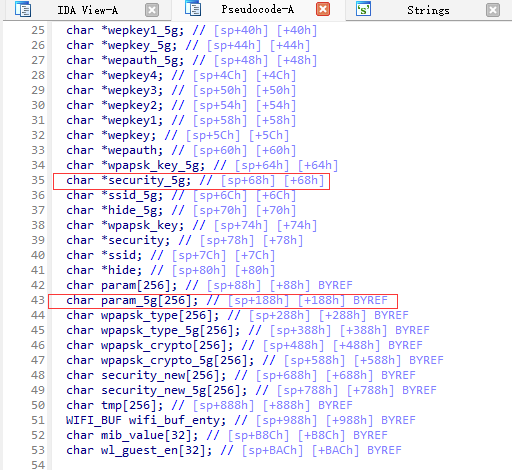 IDA View-A Pseudocode-A Strings
25 char *wepkey1_5g; // [sp+40h] [+40h]
26 char *wepkey_5g; // [sp+44h] [+44h]
27 char *wepauth_5g; // [sp+48h] [+48h]
28 char *wepkey4; // [sp+4Ch] [+4Ch]
29 char *wepkey3; // [sp+50h] [+50h]
30 char *wepkey2; // [sp+54h] [+54h]
31 char *wepkey1; // [sp+58h] [+58h]
32 char *wepkey; // [sp+5Ch] [+5Ch]
33 char *wepauth; // [sp+60h] [+60h]
34 char *wpapsk_key_5g; // [sp+64h] [+64h]
35 char *security_5g; // [sp+68h] [+68h]
36 char *ssid_5g; // [sp+6Ch] [+6Ch]
37 char *hide_5g; // [sp+70h] [+70h]
38 char *wpapsk_key; // [sp+74h] [+74h]
39 char *security; // [sp+78h] [+78h]
40 char *ssid; // [sp+7Ch] [+7Ch]
41 char *hide; // [sp+80h] [+80h]
42 char param[256]; // [sp+88h] [+88h] BYREF
43 char param_5g[256]; // [sp+188h] [+188h] BYREF
44 char wpapsk_type[256]; // [sp+288h] [+288h] BYREF
45 char wpapsk_type_5g[256]; // [sp+388h] [+388h] BYREF
46 char wpapsk_crypto[256]; // [sp+488h] [+488h] BYREF
47 char wpapsk_crypto_5g[256]; // [sp+588h] [+588h] BYREF
48 char security_new[256]; // [sp+688h] [+688h] BYREF
49 char security_new_5g[256]; // [sp+788h] [+788h] BYREF
50 char tmp[256]; // [sp+888h] [+888h] BYREF
51 WIFI_BUF wifi_buf_enty; // [sp+988h] [+988h] BYREF
52 char mib_value[32]; // [sp+B8Ch] [+B8Ch] BYREF
53 char wl_guest_en[32]; // [sp+BACh] [+BACh] BYREF
54